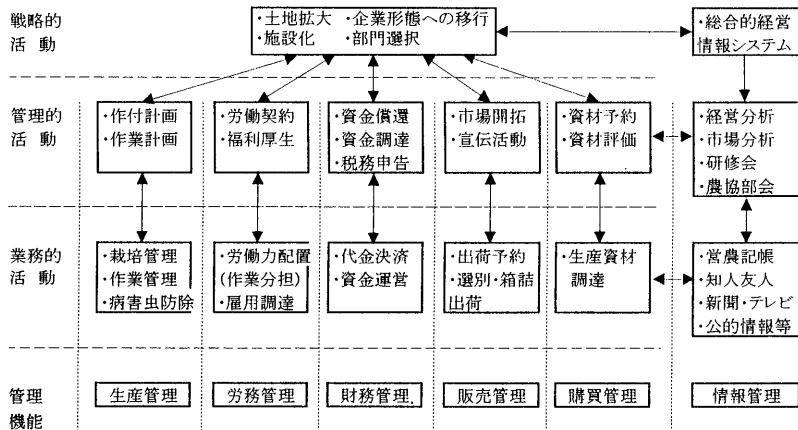 戦略的
活 動
・土地拡大 ・企業形態への移行
・施設化 ・部門選択
・総合的経営
情報システム
管理的
活 動
・作付計画
・作業計画
・労働契約
・福利厚生
・資金償還
・資金調達
・税務申告
・市場開拓
・宣伝活動
・資材予約
・資材評価
・経営分析
・市場分析
・研修会
・農協部会
業務的
活 動
・栽培管理
・作業管理
・病害虫防除
・労働力配置
(作業分担)
・雇用調達
・代金決済
・資金運営
・出荷予約
・選別・箱詰
出荷
・生産資材
調達
・営農記帳
・知人友人
・新聞・テレビ
・公的情報等
管理
機能
生産管理
労務管理
財務管理
販売管理
購買管理
情報管理